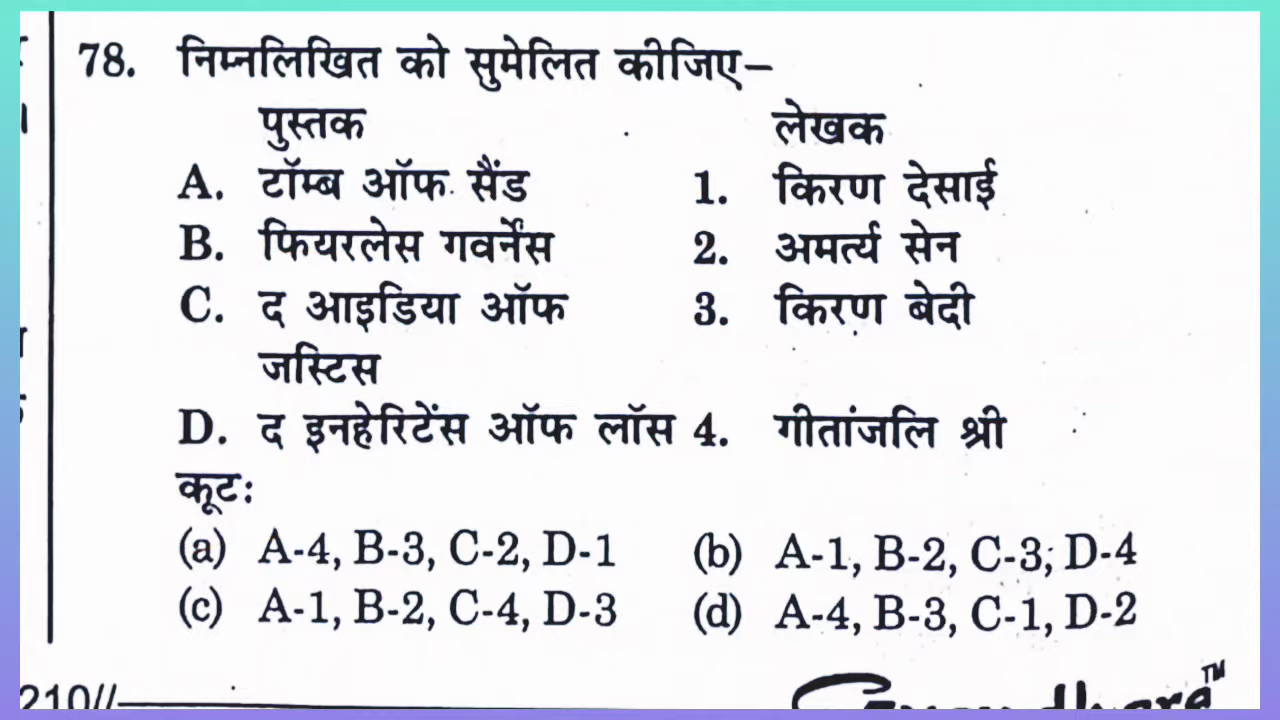 78. निम्नलिखित को सुमेलित कीजिए–
पुस्तक लेखक
A. टॉम्ब ऑफ सैंड 1. किरण देसाई
B. फियरलेस गवर्नेंस 2. अमर्त्य सेन
C. द आइडिया ऑफ 3. किरण बेदी
जस्टिस
D. द इनहेरिटेंस ऑफ लॉस 4. गीतांजलि श्री
कूटः
(a) A-4, B-3, C-2, D-1 (b) A-1, B-2, C-3, D-4
(c) A-1, B-2, C-4, D-3 (d) A-4, B-3, C-1, D-2
210//
TM